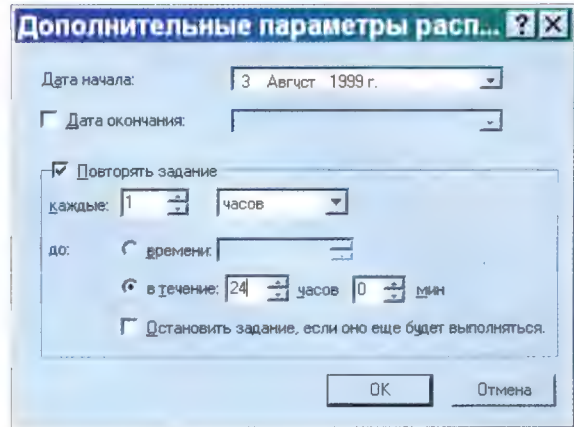 Дополнительные параметры расп...
Дата начала: 3 Август 1999 г.
Дата окончания:
Повторять задание
каждые: 1 часов
до: времени:
в течение: 24 часов 0 мин
Остановить задание, если оно еще будет выполняться.
OK Отмена